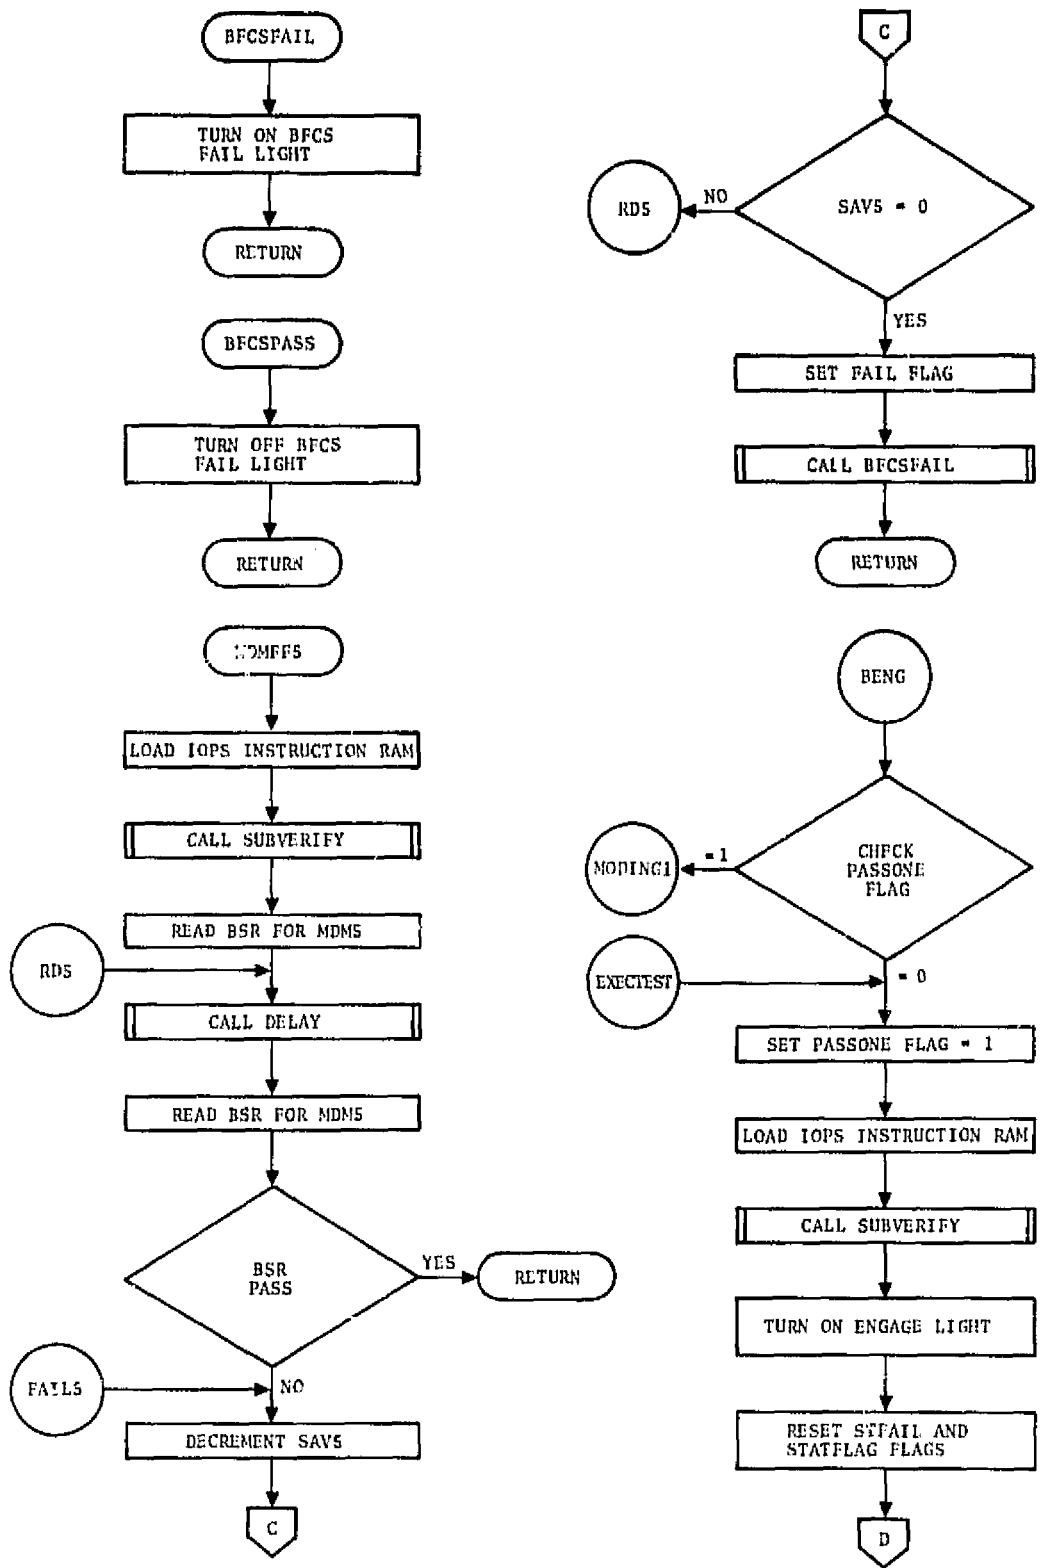 BFCSFAIL
TURN ON BFCS
FAIL LIGHT
RETURN
BFCSPASS
TURN OFF BFCS
FAIL LIGHT
RETURN
LOAD IOP5 INSTRUCTION RAM
CALL SUBVERIFY
READ BSR FOR MDM5
RD5
CALL DELAY
READ BSR FOR MDM5
BSR
PASS
YES
RETURN
FAIL5
NO
DECREMENT SAV5
C
C
SAV5 = 0
NO
RD5
YES
SET FAIL FLAG
CALL BFCSFAIL
RETURN
BENG
CHECK
PASSONE
FLAG
=1
MODING1
EXECTEST
= 0
SET PASSONE FLAG = 1
LOAD IOP5 INSTRUCTION RAM
CALL SUBVERIFY
TURN ON ENGAGE LIGHT
RESET STFAIL AND
STATFLAG FLAGS
D